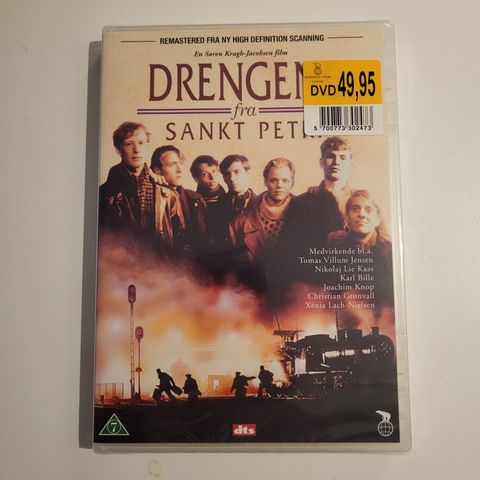 REMASTERED FRA NY HIGH DEFINITION SCANNING
En Søren Kragh-Jacobsen film
DRENGEN
fra
SANKT PETRI
DVD 49,95
5 700773 302473
Medvirkende bl.a.
Tomas Villum Jensen
Nikolaj Lie Kaas
Karl Bille
Joachim Knop
Christian Grønvall
Xenia Lach-Nielsen
7
dts